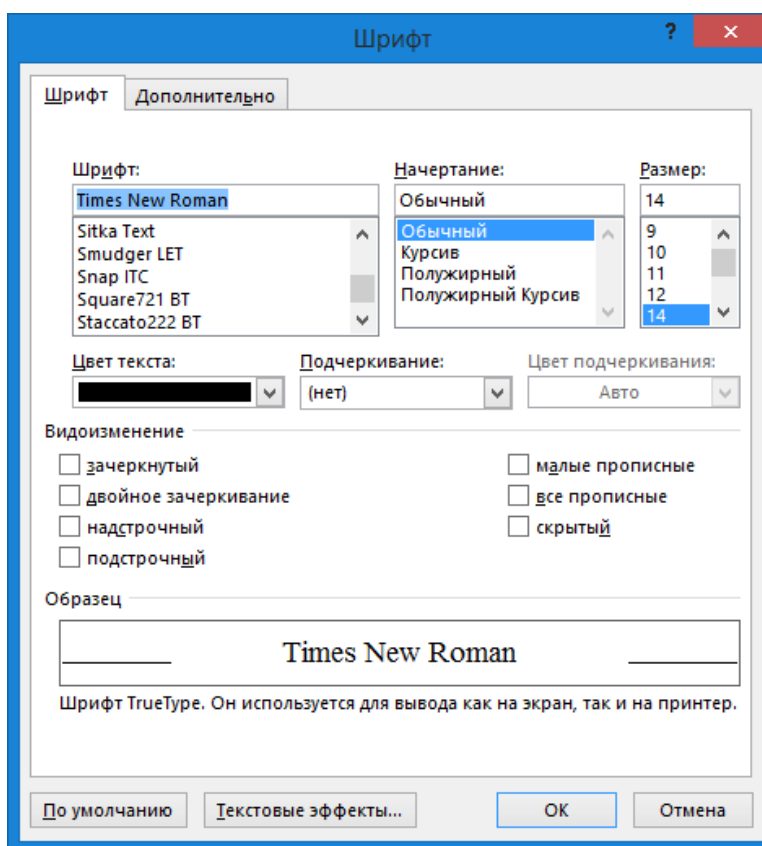 Шрифт ? ×
Шрифт Дополнительно
Шрифт: Начертание: Размер:
Times New Roman Обычный 14
Sitka Text Обычный 9
Smudger LET Курсив 10
Snap ITC Полужирный 11
Square721 BT Полужирный Курсив 12
Staccato222 BT 14
Цвет текста: Подчеркивание: Цвет подчеркивания:
(нет) Авто
Видоизменение
зачеркнутый малые прописные
двойное зачеркивание все прописные
надстрочный скрытый
подстрочный
Образец
Times New Roman
Шрифт TrueType. Он используется для вывода как на экран, так и на принтер.
По умолчанию Текстовые эффекты... ОК Отмена